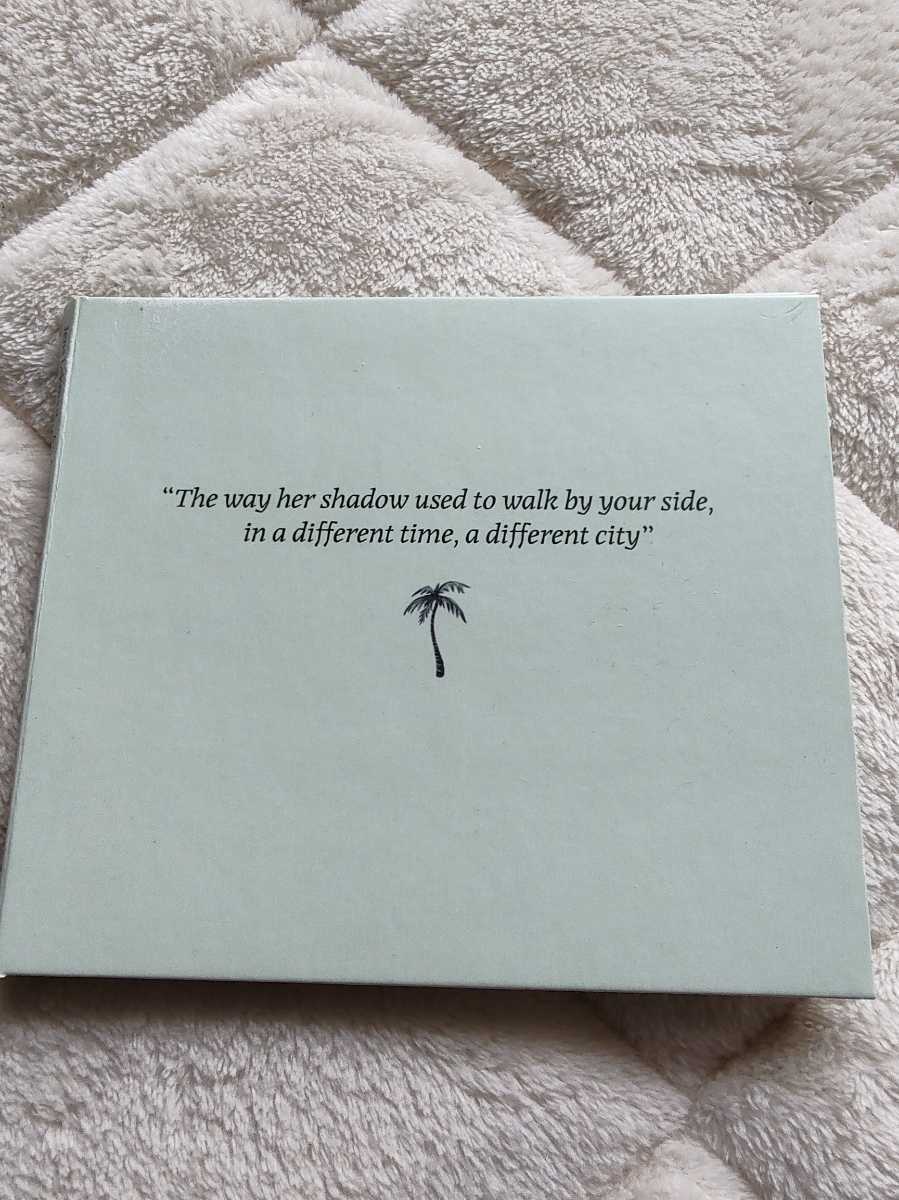 “The way her shadow used to walk by your side,
in a different time, a different city”